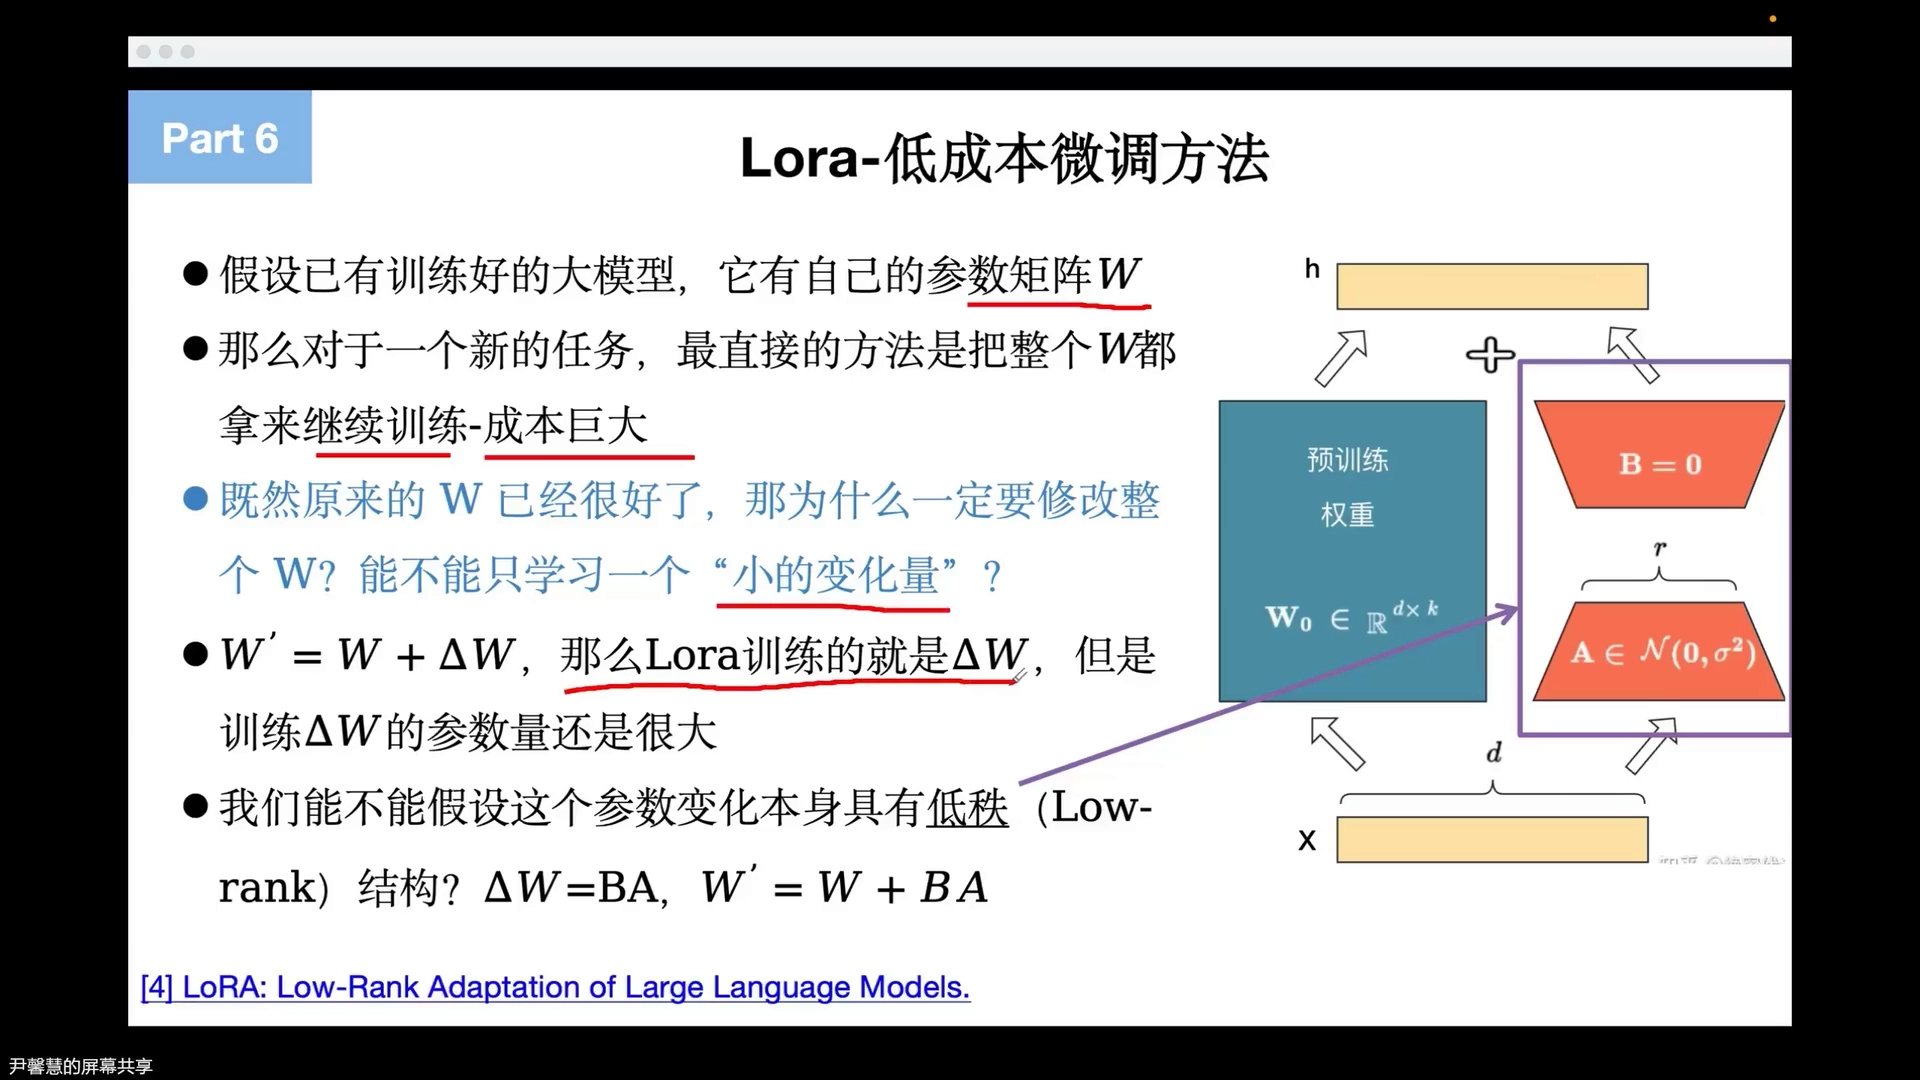 Part 6
Lora-低成本微调方法
● 假设已有训练好的大模型，它有自己的参数矩阵W
● 那么对于一个新的任务，最直接的方法是把整个W都
拿来继续训练-成本巨大
● 既然原来的 W 已经很好了，那为什么一定要修改整
个 W？能不能只学习一个“小的变化量”？
● W′ = W + ΔW，那么Lora训练的就是ΔW，但是
训练ΔW的参数量还是很大
● 我们能不能假设这个参数变化本身具有低秩（Low-
rank）结构？ΔW=BA，W′ = W + BA
[4] LoRA: Low-Rank Adaptation of Large Language Models.
h
+
预训练
权重
W₀ ∈ ℝ^{d×k}
B = 0
r
A ∈ 𝒩(0,σ²)
d
x
知乎
尹馨慧的屏幕共享